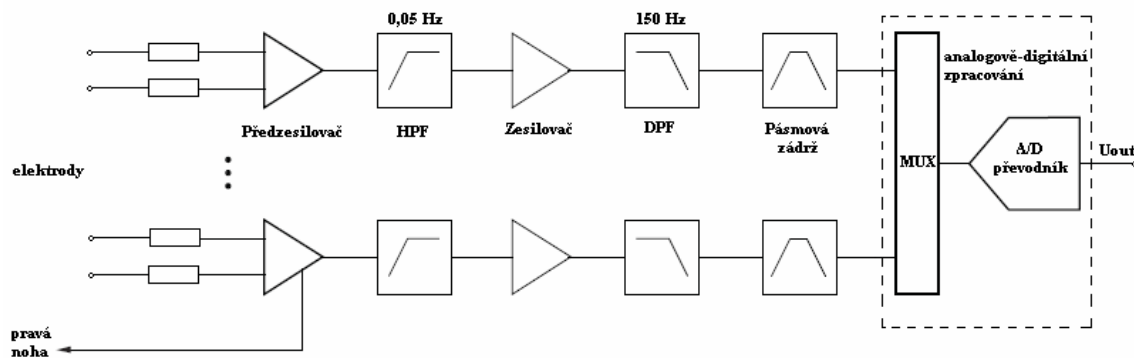 0,05 Hz
150 Hz
analogově-digitální
zpracování
Předzesilovač
HPF
Zesilovač
DPF
Pásmová
zádrž
elektrody
MUX
A/D
převodník
Uout
pravá
noha